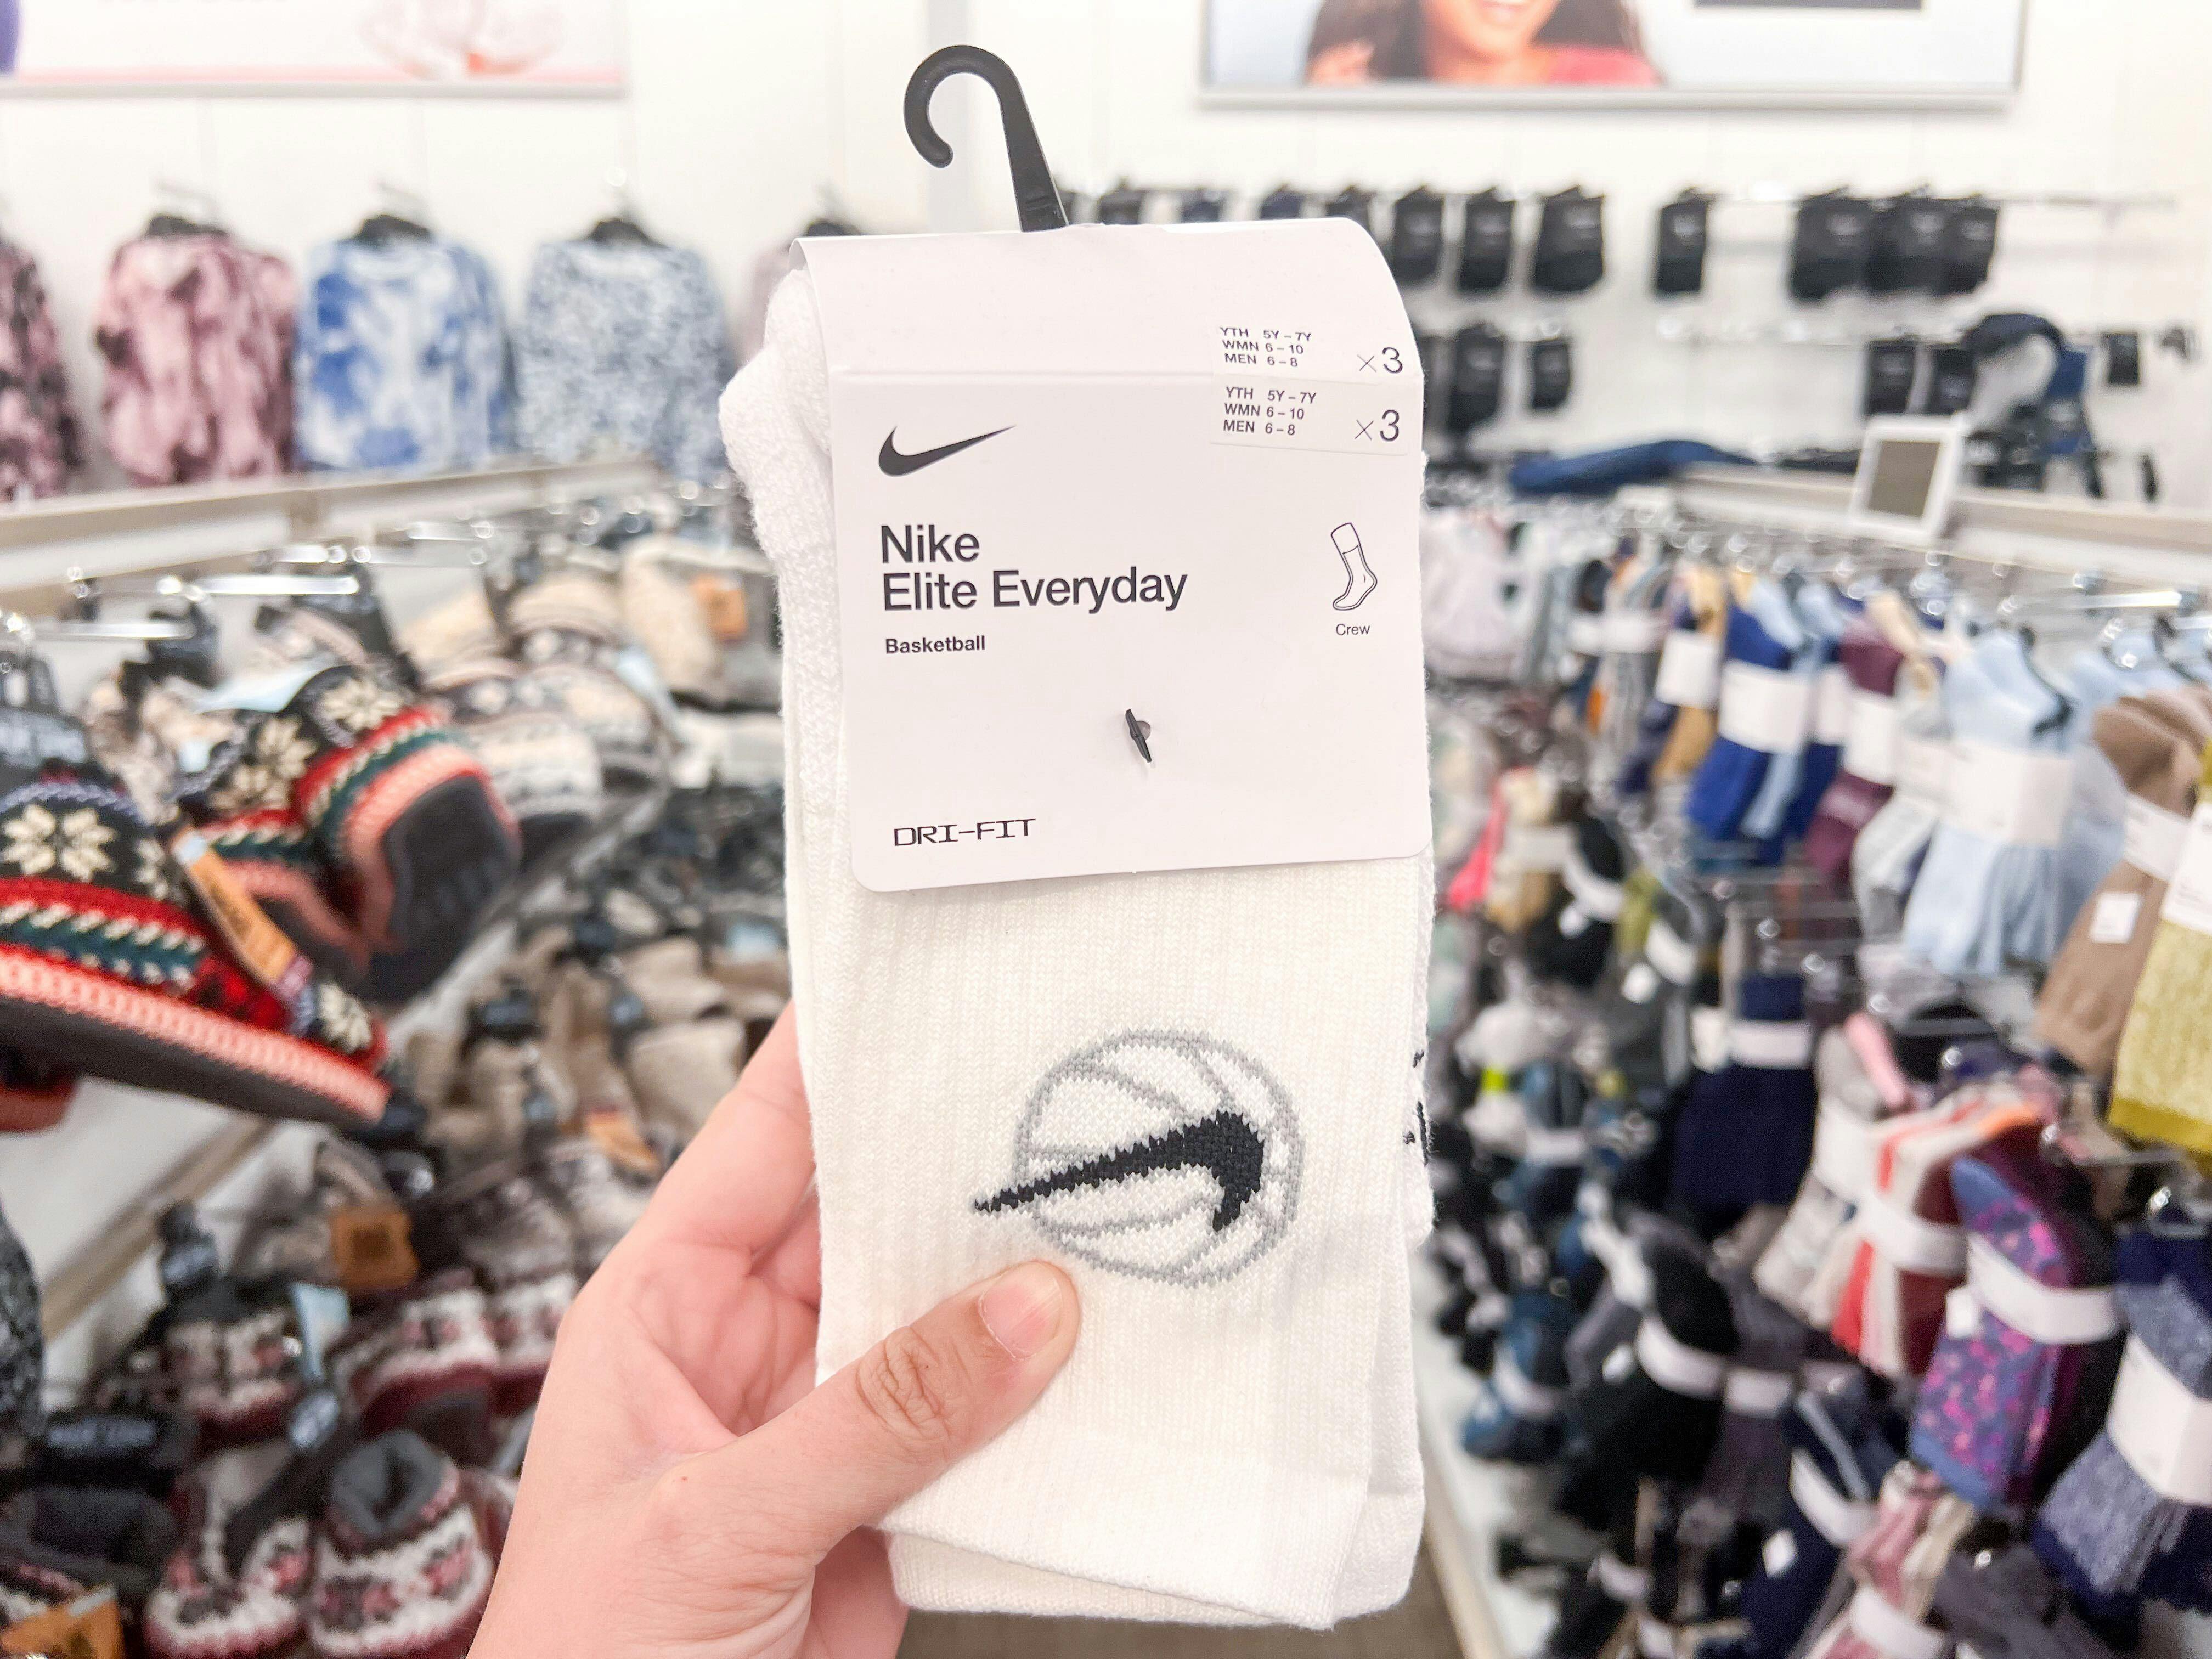 YTH 5Y – 7Y
WMN 6 – 10
MEN 6 – 8
×3
YTH 5Y – 7Y
WMN 6 – 10
MEN 6 – 8
×3
Nike
Elite Everyday
Basketball
Crew
DRI-FIT